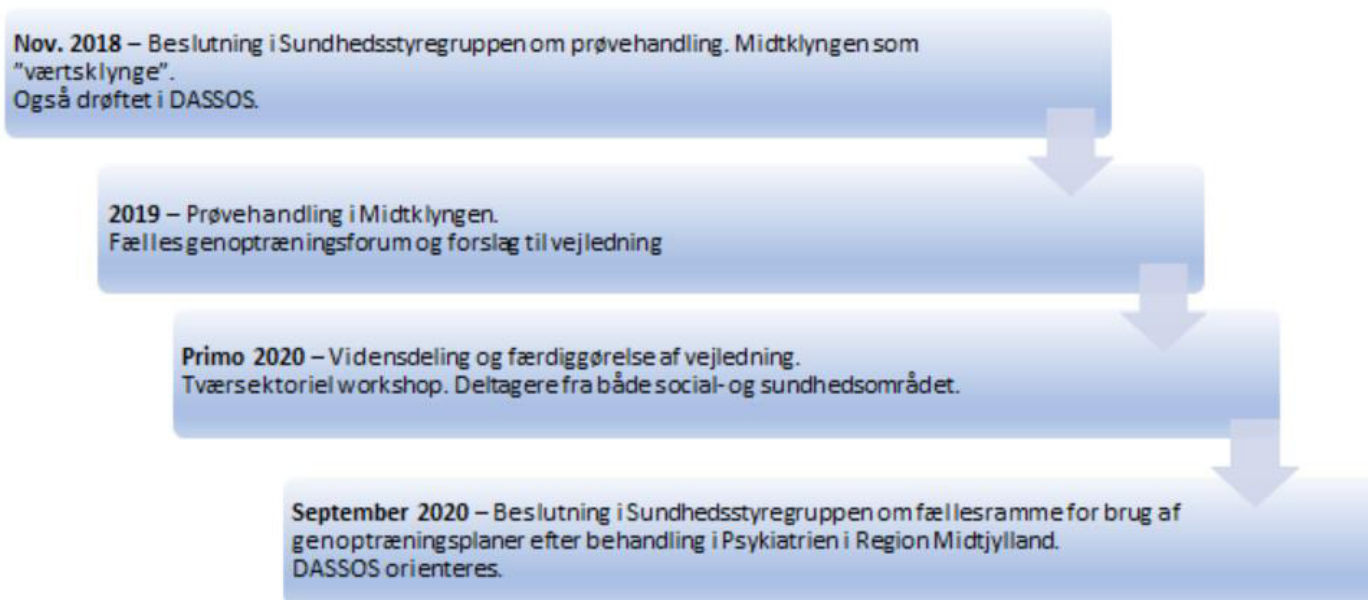 Nov. 2018 – Beslutning i Sundhedsstyregruppen om prøvehandling. Midtklyngen som
”værtsklynge”.
Også drøftet i DASSOS.
2019 – Prøvehandling i Midtklyngen.
Fælles genoptræningsforum og forslag til vejledning
Primo 2020 – Vidensdeling og færdiggørelse af vejledning.
Tværsektoriel workshop. Deltagere fra både social- og sundhedsområdet.
September 2020 – Beslutning i Sundhedsstyregruppen om fælles ramme for brug af
genoptræningsplaner efter behandling i Psykiatrien i Region Midtjylland.
DASSOS orienteres.